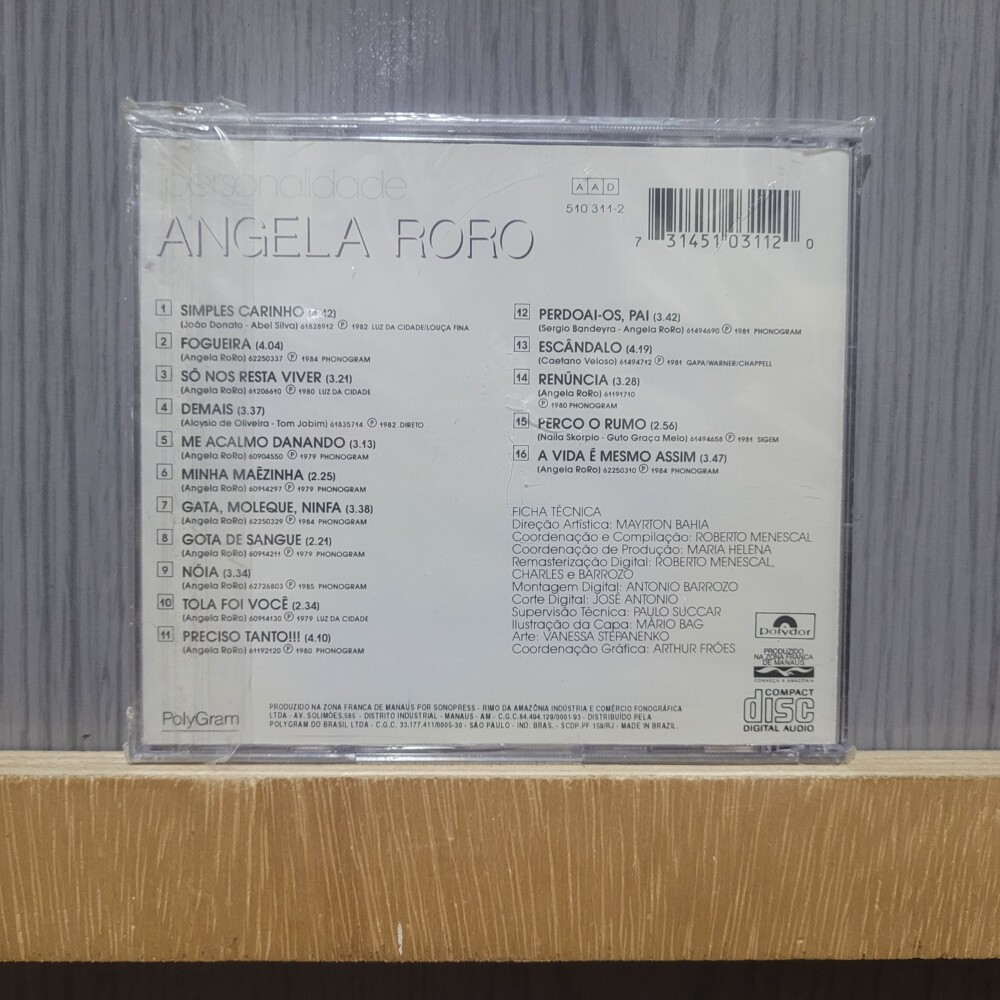 personalidade
ANGELA RORO
AAD
510 311-2
7 31451 03112 0
1 SIMPLES CARINHO (4.12)
(João Donato - Abel Silva) 61828912 Ⓟ 1982 LUZ DA CIDADE/LOUÇA FINA
2 FOGUEIRA (4.04)
(Angela RoRo) 62250337 Ⓟ 1984 PHONOGRAM
3 SÓ NOS RESTA VIVER (3.21)
(Angela RoRo) 61206610 Ⓟ 1980 LUZ DA CIDADE
4 DEMAIS (3.37)
(Aloysio de Oliveira - Tom Jobim) 61835714 Ⓟ 1982 DIRETO
5 ME ACALMO DANANDO (3.13)
(Angela RoRo) 60904550 Ⓟ 1979 PHONOGRAM
6 MINHA MAẼZINHA (2.25)
(Angela RoRo) 60914297 Ⓟ 1979 PHONOGRAM
7 GATA, MOLEQUE, NINFA (3.38)
(Angela RoRo) 62250329 Ⓟ 1984 PHONOGRAM
8 GOTA DE SANGUE (2.21)
(Angela RoRo) 60914211 Ⓟ 1979 PHONOGRAM
9 NÓIA (3.34)
(Angela RoRo) 62726803 Ⓟ 1985 PHONOGRAM
10 TOLA FOI VOCÊ (2.34)
(Angela RoRo) 60914130 Ⓟ 1979 LUZ DA CIDADE
11 PRECISO TANTO!!! (4.10)
(Angela RoRo) 61192120 Ⓟ 1980 PHONOGRAM
12 PERDOAI-OS, PAI (3.42)
(Sergio Bandeyra - Angela RoRo) 61494690 Ⓟ 1981 PHONOGRAM
13 ESCÂNDALO (4.19)
(Caetano Veloso) 61494712 Ⓟ 1981 GAPA/WARNER/CHAPPELL
14 RENÚNCIA (3.28)
(Angela RoRo) 61191710
Ⓟ 1980 PHONOGRAM
15 PERCO O RUMO (2.56)
(Naila Skorpio - Guto Graça Melo) 61494658 Ⓟ 1981 SIGEM
16 A VIDA É MESMO ASSIM (3.47)
(Angela RoRo) 62250310 Ⓟ 1984 PHONOGRAM
FICHA TÉCNICA
Direção Artística: MAYRTON BAHIA
Coordenação e Compilação: ROBERTO MENESCAL
Coordenação de Produção: MARIA HELENA
Remasterização Digital: ROBERTO MENESCAL,
CHARLES e BARROZO
Montagem Digital: ANTONIO BARROZO
Corte Digital: JOSÉ ANTONIO
Supervisão Técnica: PAULO SUCCAR
Ilustração da Capa: MÁRIO BAG
Arte: VANESSA STEPANENKO
Coordenação Gráfica: ARTHUR FRÓES
Polydor
PRODUZIDO
NA ZONA FRANCA
DE MANAUS
CONHEÇA A AMAZÔNIA
COMPACT
disc
DIGITAL AUDIO
PolyGram
PRODUZIDO NA ZONA FRANCA DE MANAUS POR SONOPRESS - RIMO DA AMAZÔNIA INDÚSTRIA E COMÉRCIO FONOGRÁFICA
LTDA - AV. SOLIMÕES, 585 - DISTRITO INDUSTRIAL - MANAUS - AM - C.G.C. 84.494.129/0001-93 - DISTRIBUÍDO PELA
POLYGRAM DO BRASIL LTDA - C.G.C. 33.177.411/0005-30 - SÃO PAULO - IND. BRAS. - SCDP.PF 159/RJ - MADE IN BRAZIL.